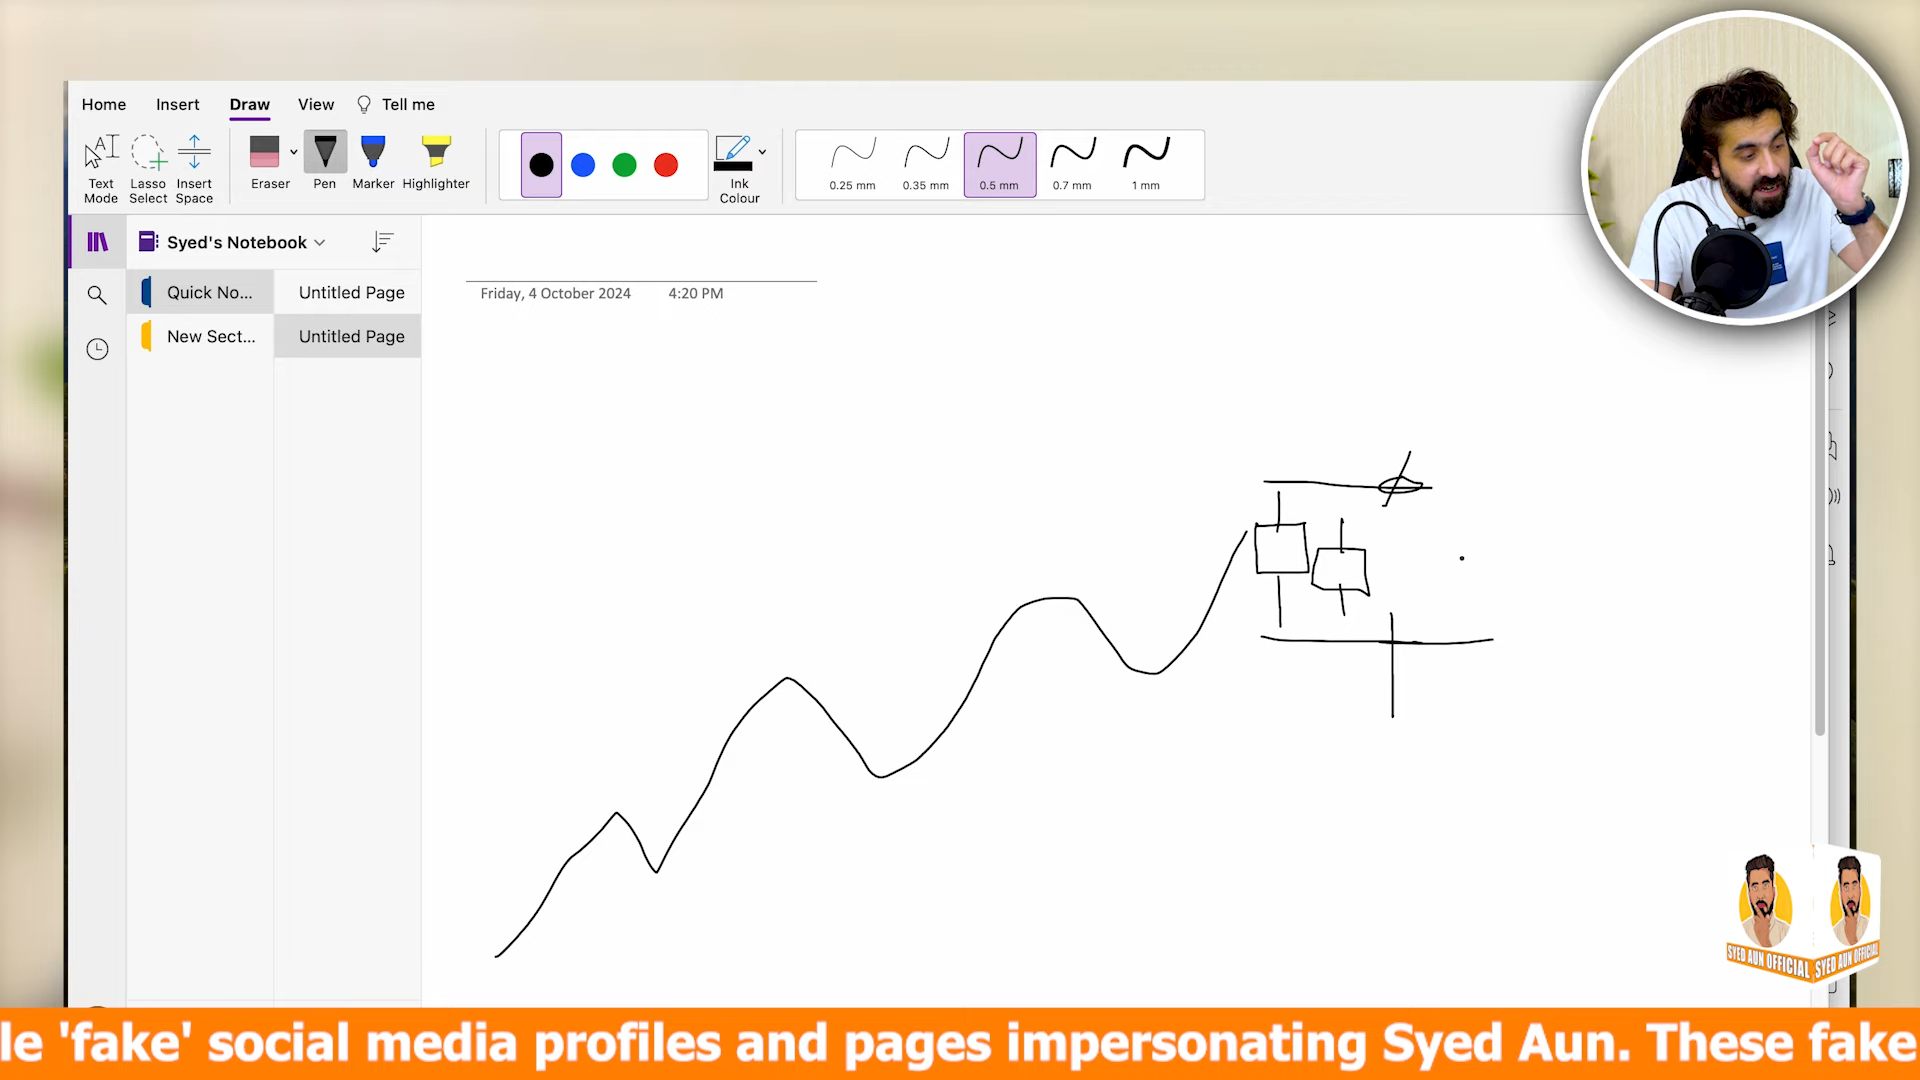 Home Insert Draw View Tell me
Text Mode
Lasso Select
Insert Space
Eraser
Pen
Marker
Highlighter
Ink Colour
0.25 mm
0.35 mm
0.5 mm
0.7 mm
1 mm
Syed's Notebook
Quick No...
Untitled Page
New Sect...
Untitled Page
Friday, 4 October 2024 4:20 PM
SYED AUN OFFICIAL
SYED AUN OFFICIAL
le 'fake' social media profiles and pages impersonating Syed Aun. These fake